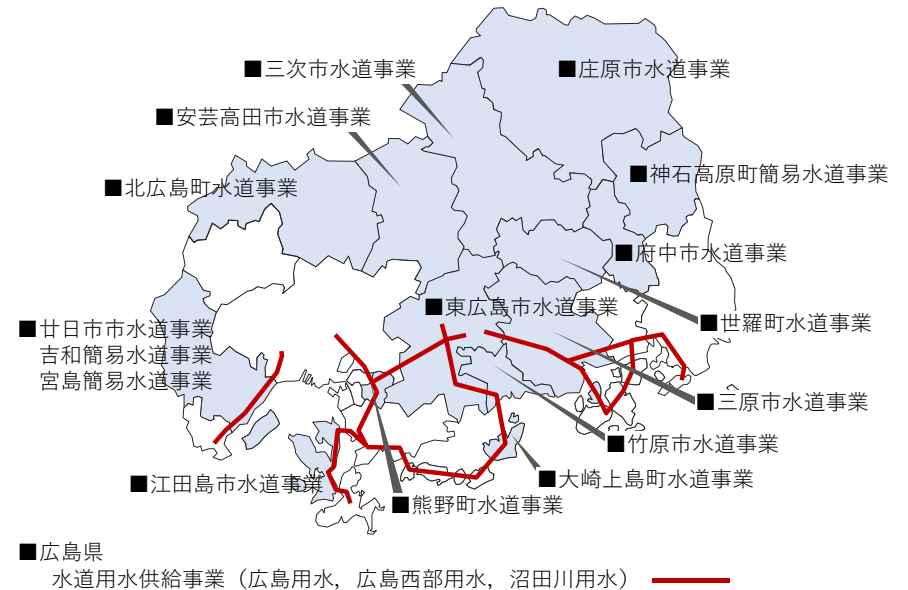 ■三次市水道事業
■庄原市水道事業
■安芸高田市水道事業
■北広島町水道事業
■神石高原町簡易水道事業
■府中市水道事業
■東広島市水道事業
■世羅町水道事業
■廿日市市水道事業
吉和簡易水道事業
宮島簡易水道事業
■三原市水道事業
■竹原市水道事業
■大崎上島町水道事業
■江田島市水道事業
■熊野町水道事業
■広島県
水道用水供給事業（広島用水，広島西部用水，沼田川用水）